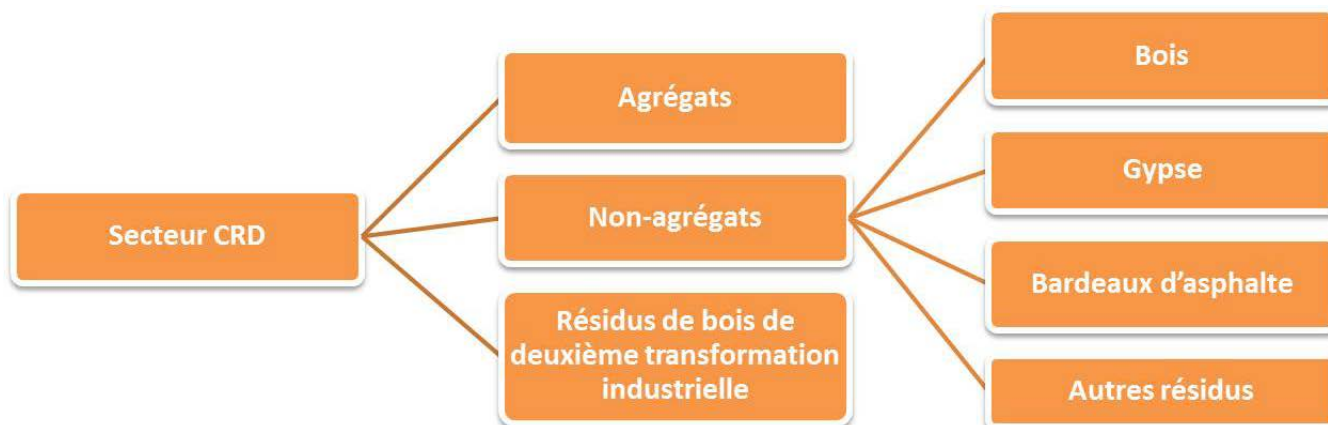 Secteur CRD
Agrégats
Non-agrégats
Résidus de bois de
deuxième transformation
industrielle
Bois
Gypse
Bardeaux d’asphalte
Autres résidus